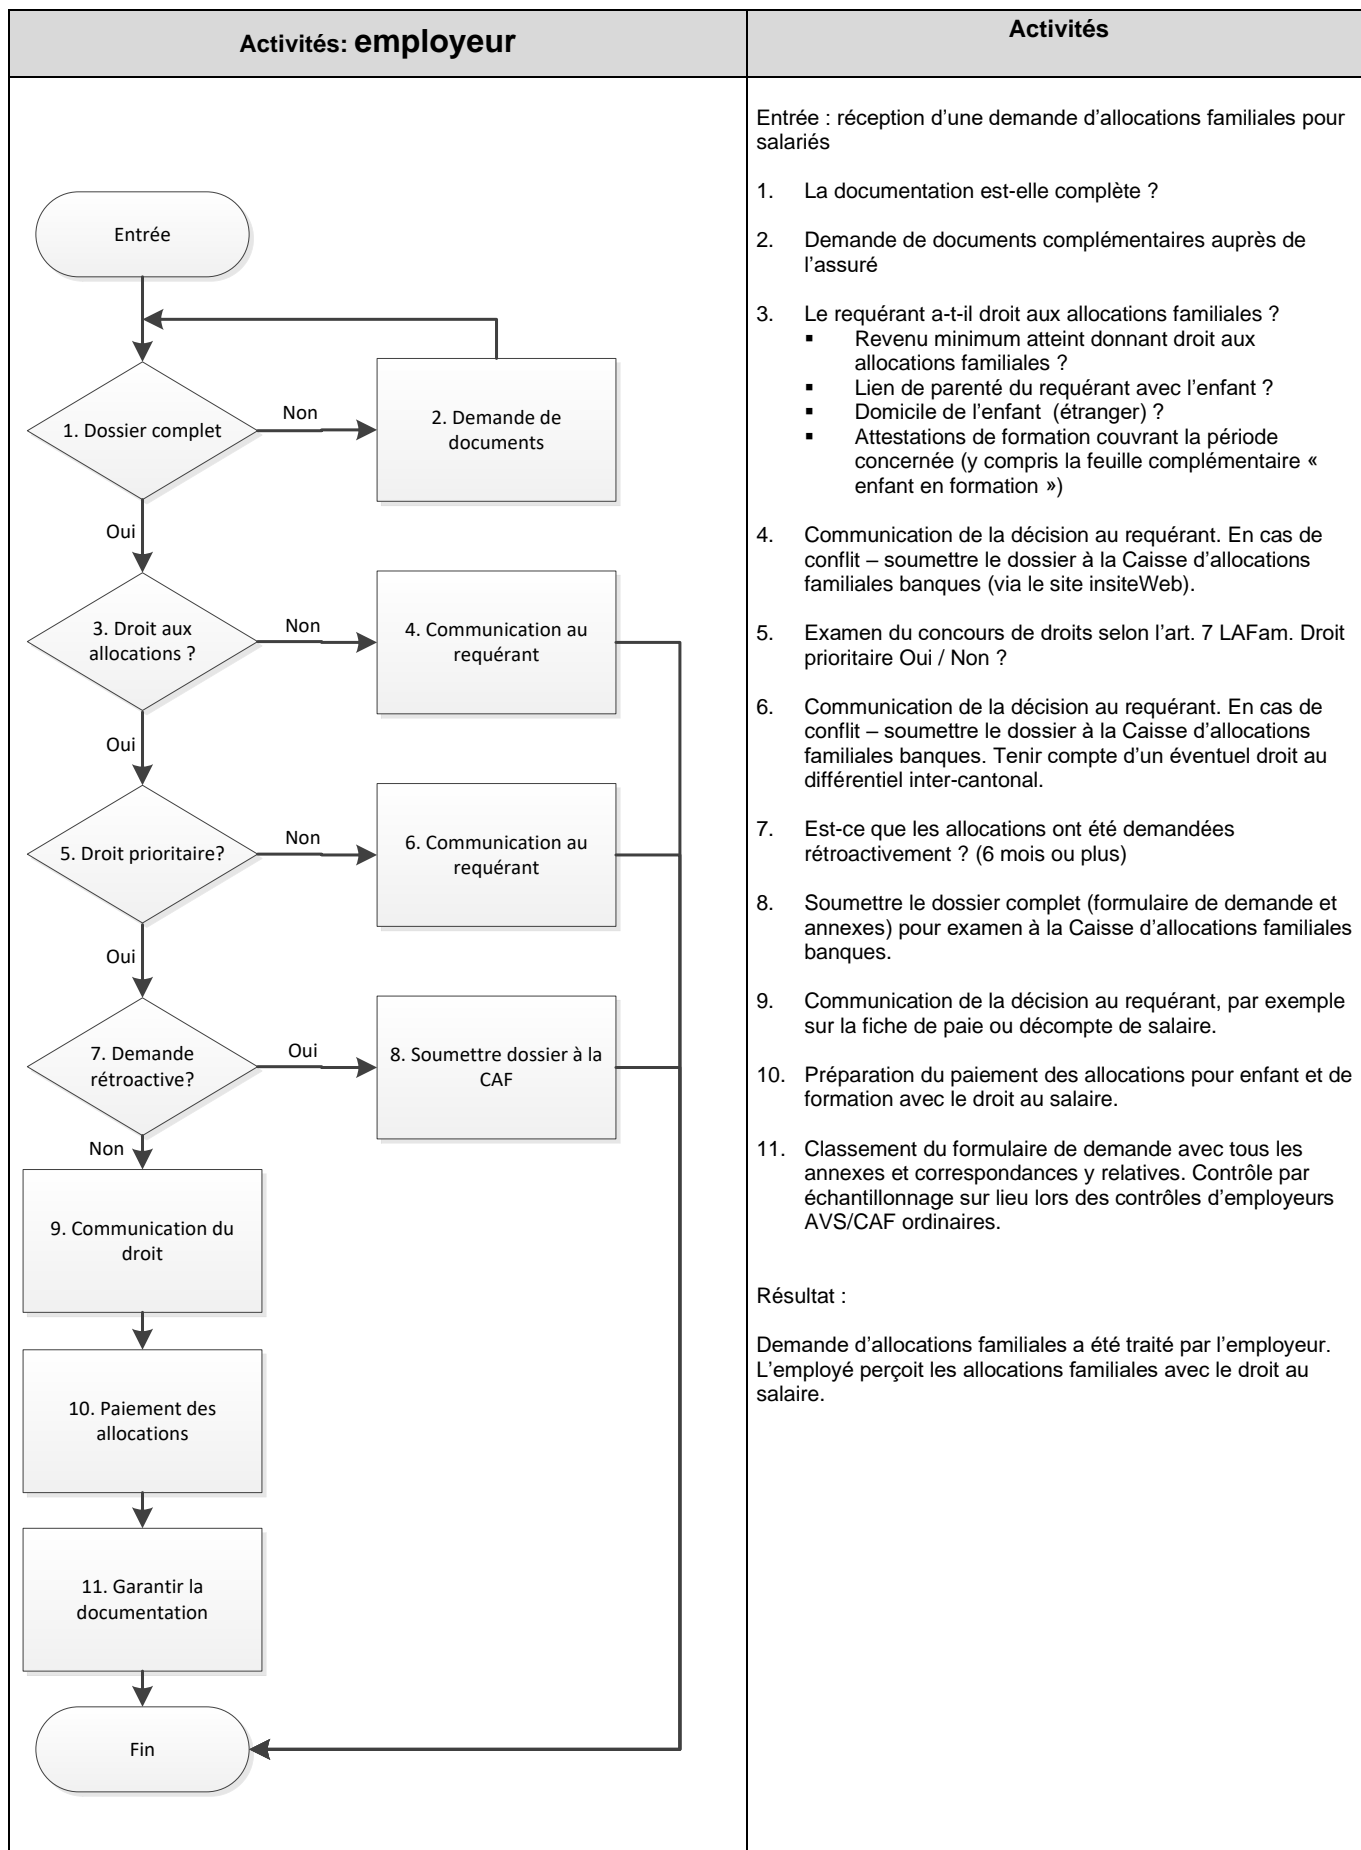 Activités: employeur
Activités
Entrée
1. Dossier complet
Non
2. Demande de
documents
Oui
3. Droit aux
allocations ?
Non
4. Communication au
requérant
Oui
5. Droit prioritaire?
Non
6. Communication au
requérant
Oui
7. Demande
rétroactive?
Oui
8. Soumettre dossier à la
CAF
Non
9. Communication du
droit
10. Paiement des
allocations
11. Garantir la
documentation
Fin
Entrée : réception d’une demande d’allocations familiales pour
salariés
1. La documentation est-elle complète ?
2. Demande de documents complémentaires auprès de
l’assuré
3. Le requérant a-t-il droit aux allocations familiales ?
▪ Revenu minimum atteint donnant droit aux
allocations familiales ?
▪ Lien de parenté du requérant avec l’enfant ?
▪ Domicile de l’enfant (étranger) ?
▪ Attestations de formation couvrant la période
concernée (y compris la feuille complémentaire «
enfant en formation »)
4. Communication de la décision au requérant. En cas de
conflit – soumettre le dossier à la Caisse d’allocations
familiales banques (via le site insiteWeb).
5. Examen du concours de droits selon l’art. 7 LAFam. Droit
prioritaire Oui / Non ?
6. Communication de la décision au requérant. En cas de
conflit – soumettre le dossier à la Caisse d’allocations
familiales banques. Tenir compte d’un éventuel droit au
différentiel inter-cantonal.
7. Est-ce que les allocations ont été demandées
rétroactivement ? (6 mois ou plus)
8. Soumettre le dossier complet (formulaire de demande et
annexes) pour examen à la Caisse d’allocations familiales
banques.
9. Communication de la décision au requérant, par exemple
sur la fiche de paie ou décompte de salaire.
10. Préparation du paiement des allocations pour enfant et de
formation avec le droit au salaire.
11. Classement du formulaire de demande avec tous les
annexes et correspondances y relatives. Contrôle par
échantillonnage sur lieu lors des contrôles d’employeurs
AVS/CAF ordinaires.
Résultat :
Demande d’allocations familiales a été traité par l’employeur.
L’employé perçoit les allocations familiales avec le droit au
salaire.